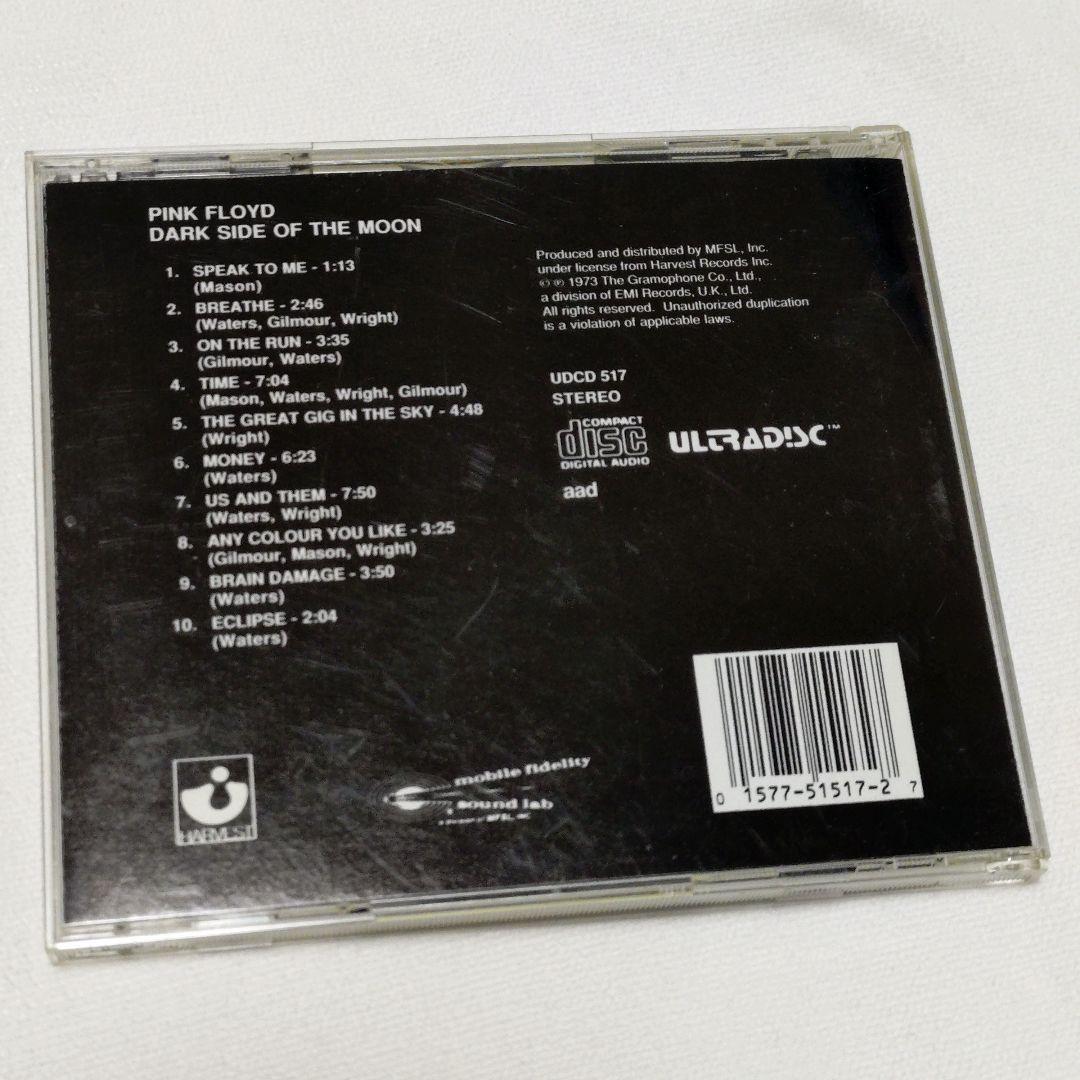 PINK FLOYD
DARK SIDE OF THE MOON
1. SPEAK TO ME - 1:13
(Mason)
2. BREATHE - 2:46
(Waters, Gilmour, Wright)
3. ON THE RUN - 3:35
(Gilmour, Waters)
4. TIME - 7:04
(Mason, Waters, Wright, Gilmour)
5. THE GREAT GIG IN THE SKY - 4:48
(Wright)
6. MONEY - 6:23
(Waters)
7. US AND THEM - 7:50
(Waters, Wright)
8. ANY COLOUR YOU LIKE - 3:25
(Gilmour, Mason, Wright)
9. BRAIN DAMAGE - 3:50
(Waters)
10. ECLIPSE - 2:04
(Waters)
Produced and distributed by MFSL, Inc.
under license from Harvest Records Inc.
© ℗ 1973 The Gramophone Co., Ltd.,
a division of EMI Records, U.K., Ltd.
All rights reserved. Unauthorized duplication
is a violation of applicable laws.
UDCD 517
STEREO
COMPACT
disc
DIGITAL AUDIO
ULTRADISC™
aad
HARVEST
mobile fidelity
sound lab
a division of MFSL, INC
0 1577-51517-2 7